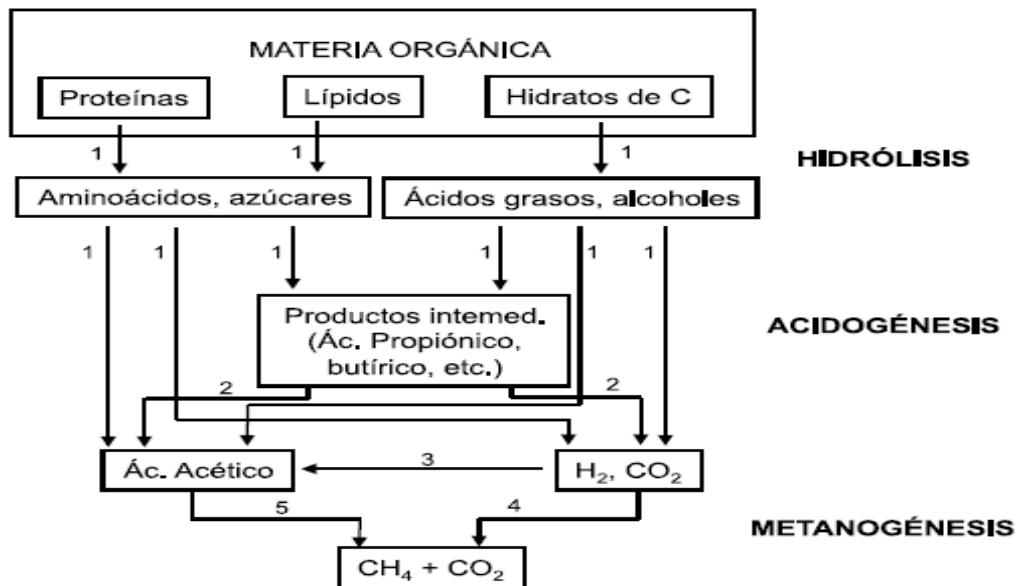 MATERIA ORGÁNICA
Proteínas
Lípidos
Hidratos de C
1
1
1
HIDRÓLISIS
Aminoácidos, azúcares
Ácidos grasos, alcoholes
1
1
1
1
1
1
Productos intemed.
(Ác. Propiónico,
butírico, etc.)
ACIDOGÉNESIS
2
2
Ác. Acético
3
H₂, CO₂
5
4
METANOGÉNESIS
CH₄ + CO₂